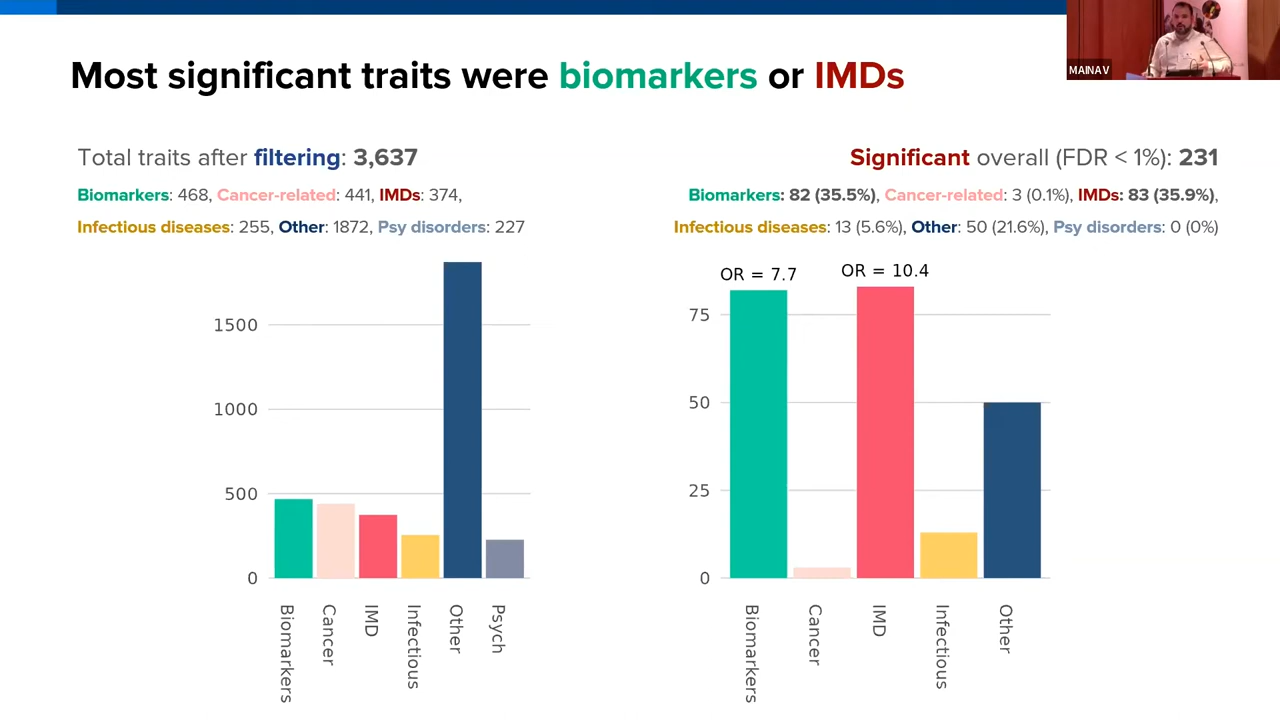 Most significant traits were biomarkers or IMDs
MAINAV
Total traits after filtering: 3,637
Biomarkers: 468, Cancer-related: 441, IMDs: 374,
Infectious diseases: 255, Other: 1872, Psy disorders: 227
1500
1000
500
0
Biomarkers
Cancer
IMD
Infectious
Other
Psych
Significant overall (FDR < 1%): 231
Biomarkers: 82 (35.5%), Cancer-related: 3 (0.1%), IMDs: 83 (35.9%),
Infectious diseases: 13 (5.6%), Other: 50 (21.6%), Psy disorders: 0 (0%)
OR = 7.7
OR = 10.4
75
50
25
0
Biomarkers
Cancer
IMD
Infectious
Other